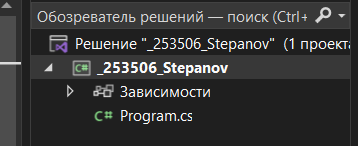 Обозреватель решений — поиск (Ctrl+
Решение "_253506_Stepanov" (1 проекта
C# _253506_Stepanov
Зависимости
C# Program.cs